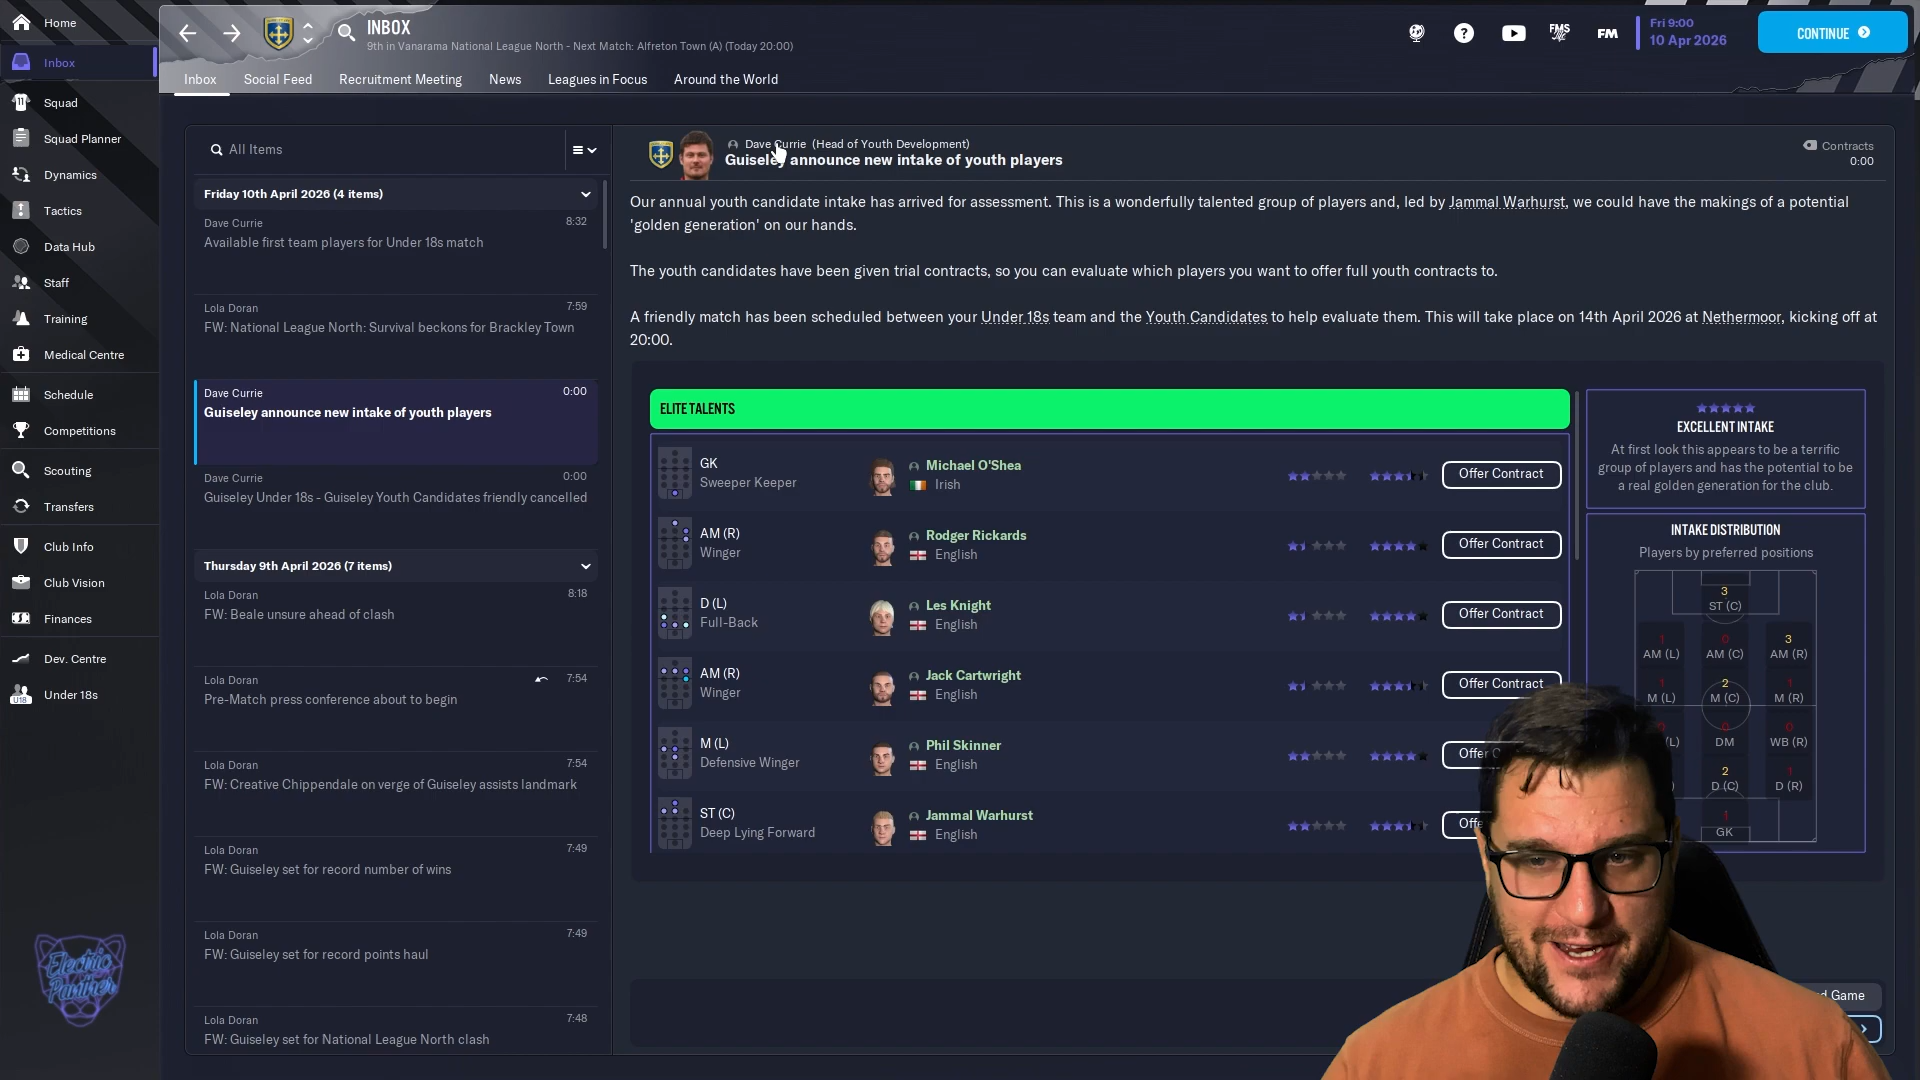 Home
Inbox
Squad
Squad Planner
Dynamics
Tactics
Data Hub
Staff
Training
Medical Centre
Schedule
Competitions
Scouting
Transfers
Club Info
Club Vision
Finances
Dev. Centre
Under 18s
Electric
Panther
INBOX
9th in Vanarama National League North - Next Match: Alfreton Town (A) (Today 20:00)
FMS
FM
Fri 9:00
10 Apr 2026
CONTINUE
Inbox
Social Feed
Recruitment Meeting
News
Leagues in Focus
Around the World
All Items
Friday 10th April 2026 (4 items)
Dave Currie 8:32
Available first team players for Under 18s match
Lola Doran 7:59
FW: National League North: Survival beckons for Brackley Town
Dave Currie 0:00
Guiseley announce new intake of youth players
Dave Currie 0:00
Guiseley Under 18s - Guiseley Youth Candidates friendly cancelled
Thursday 9th April 2026 (7 items)
Lola Doran 8:18
FW: Beale unsure ahead of clash
Lola Doran 7:54
Pre-Match press conference about to begin
Lola Doran 7:54
FW: Creative Chippendale on verge of Guiseley assists landmark
Lola Doran 7:49
FW: Guiseley set for record number of wins
Lola Doran 7:49
FW: Guiseley set for record points haul
Lola Doran 7:48
FW: Guiseley set for National League North clash
Dave Currie (Head of Youth Development)
Guiseley announce new intake of youth players
Contracts
0:00
Our annual youth candidate intake has arrived for assessment. This is a wonderfully talented group of players and, led by Jammal Warhurst, we could have the makings of a potential
'golden generation' on our hands.
The youth candidates have been given trial contracts, so you can evaluate which players you want to offer full youth contracts to.
A friendly match has been scheduled between your Under 18s team and the Youth Candidates to help evaluate them. This will take place on 14th April 2026 at Nethermoor, kicking off at
20:00.
ELITE TALENTS
GK
Sweeper Keeper
Michael O'Shea
Irish
Offer Contract
AM (R)
Winger
Rodger Rickards
English
Offer Contract
D (L)
Full-Back
Les Knight
English
Offer Contract
AM (R)
Winger
Jack Cartwright
English
Offer Contract
M (L)
Defensive Winger
Phil Skinner
English
Offer C
ST (C)
Deep Lying Forward
Jammal Warhurst
English
Offe
EXCELLENT INTAKE
At first look this appears to be a terrific
group of players and has the potential to be
a real golden generation for the club.
INTAKE DISTRIBUTION
Players by preferred positions
3
ST (C)
1 0 3
AM (L) AM (C) AM (R)
1 2 1
M (L) M (C) M (R)
0 0
(L) DM WB (R)
2 1
D (C) D (R)
1
GK
d Game